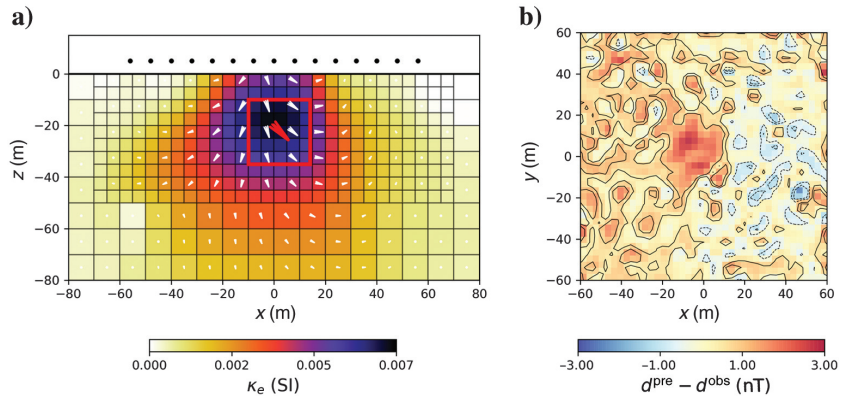 a)
0
−20
−40
−60
−80
z (m)
−80 −60 −40 −20 0 20 40 60 80
x (m)
0.000 0.002 0.005 0.007
κe (SI)
b)
60
40
20
0
−20
−40
−60
y (m)
−60 −40 −20 0 20 40 60
x (m)
−3.00 −1.00 1.00 3.00
dpre − dobs (nT)